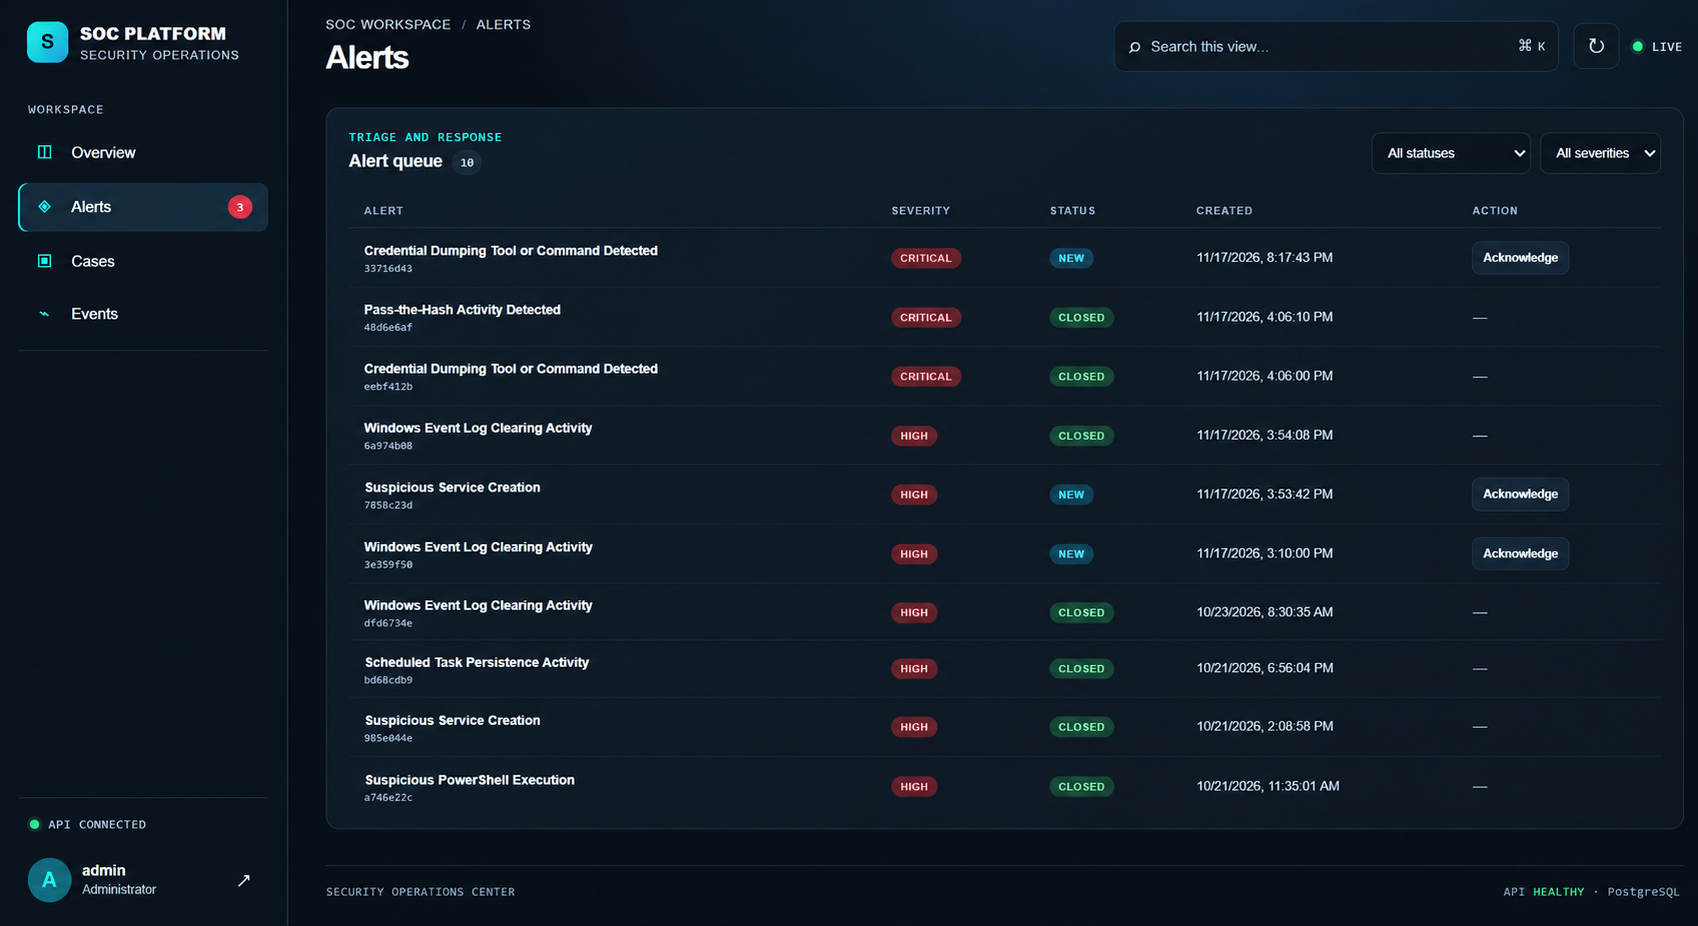 S
SOC PLATFORM
SECURITY OPERATIONS
WORKSPACE
Overview
Alerts 3
Cases
Events
API CONNECTED
A
admin
Administrator
SOC WORKSPACE / ALERTS
Alerts
Search this view... ⌘ K
LIVE
TRIAGE AND RESPONSE
Alert queue 10
All statuses All severities
ALERT SEVERITY STATUS CREATED ACTION
Credential Dumping Tool or Command Detected
33716d43
CRITICAL NEW 11/17/2026, 8:17:43 PM Acknowledge
Pass-the-Hash Activity Detected
48d6e6af
CRITICAL CLOSED 11/17/2026, 4:06:10 PM —
Credential Dumping Tool or Command Detected
eebf412b
CRITICAL CLOSED 11/17/2026, 4:06:00 PM —
Windows Event Log Clearing Activity
6a974b08
HIGH CLOSED 11/17/2026, 3:54:08 PM —
Suspicious Service Creation
7858c23d
HIGH NEW 11/17/2026, 3:53:42 PM Acknowledge
Windows Event Log Clearing Activity
3e359f50
HIGH NEW 11/17/2026, 3:10:00 PM Acknowledge
Windows Event Log Clearing Activity
dfd6734e
HIGH CLOSED 10/23/2026, 8:30:35 AM —
Scheduled Task Persistence Activity
bd68cdb9
HIGH CLOSED 10/21/2026, 6:56:04 PM —
Suspicious Service Creation
985e044e
HIGH CLOSED 10/21/2026, 2:08:58 PM —
Suspicious PowerShell Execution
a746e22c
HIGH CLOSED 10/21/2026, 11:35:01 AM —
SECURITY OPERATIONS CENTER
API HEALTHY · PostgreSQL